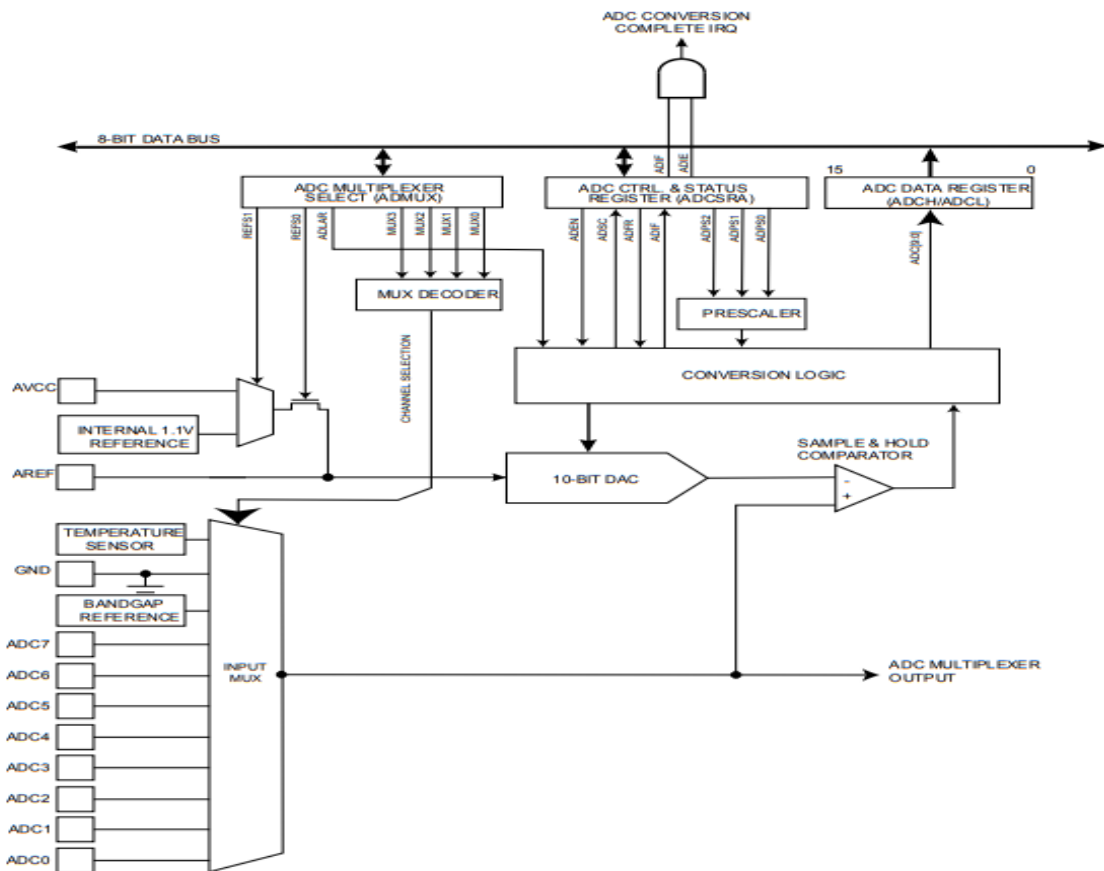 ADC CONVERSION
COMPLETE IRQ
8-BIT DATA BUS
ADIF
ADIE
15
0
ADC MULTIPLEXER
SELECT (ADMUX)
ADC CTRL. & STATUS
REGISTER (ADCSRA)
ADC DATA REGISTER
(ADCH/ADCL)
REFS1
REFS0
ADLAR
MUX3
MUX2
MUX1
MUX0
ADEN
ADSC
ADFR
ADIF
ADPS2
ADPS1
ADPS0
ADC[9:0]
MUX DECODER
PRESCALER
CHANNEL SELECTION
CONVERSION LOGIC
AVCC
INTERNAL 1.1V
REFERENCE
AREF
SAMPLE & HOLD
COMPARATOR
10-BIT DAC
-
+
TEMPERATURE
SENSOR
GND
BANDGAP
REFERENCE
ADC7
ADC6
ADC5
ADC4
ADC3
ADC2
ADC1
ADC0
INPUT
MUX
ADC MULTIPLEXER
OUTPUT